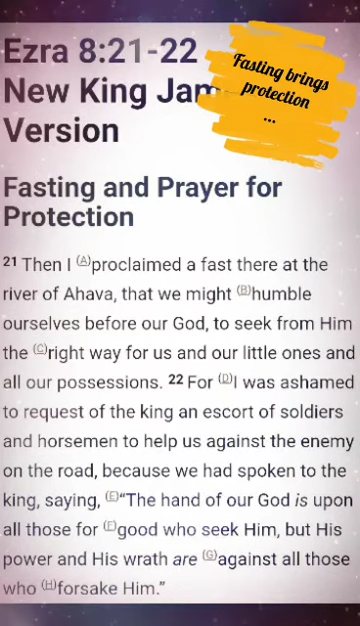 Ezra 8:21-22
New King Jam
Version
Fasting brings
protection
...
Fasting and Prayer for
Protection
21 Then I (A)proclaimed a fast there at the
river of Ahava, that we might (B)humble
ourselves before our God, to seek from Him
the (C)right way for us and our little ones and
all our possessions. 22 For (D)I was ashamed
to request of the king an escort of soldiers
and horsemen to help us against the enemy
on the road, because we had spoken to the
king, saying, (E)“The hand of our God is upon
all those for (F)good who seek Him, but His
power and His wrath are (G)against all those
who (H)forsake Him.”